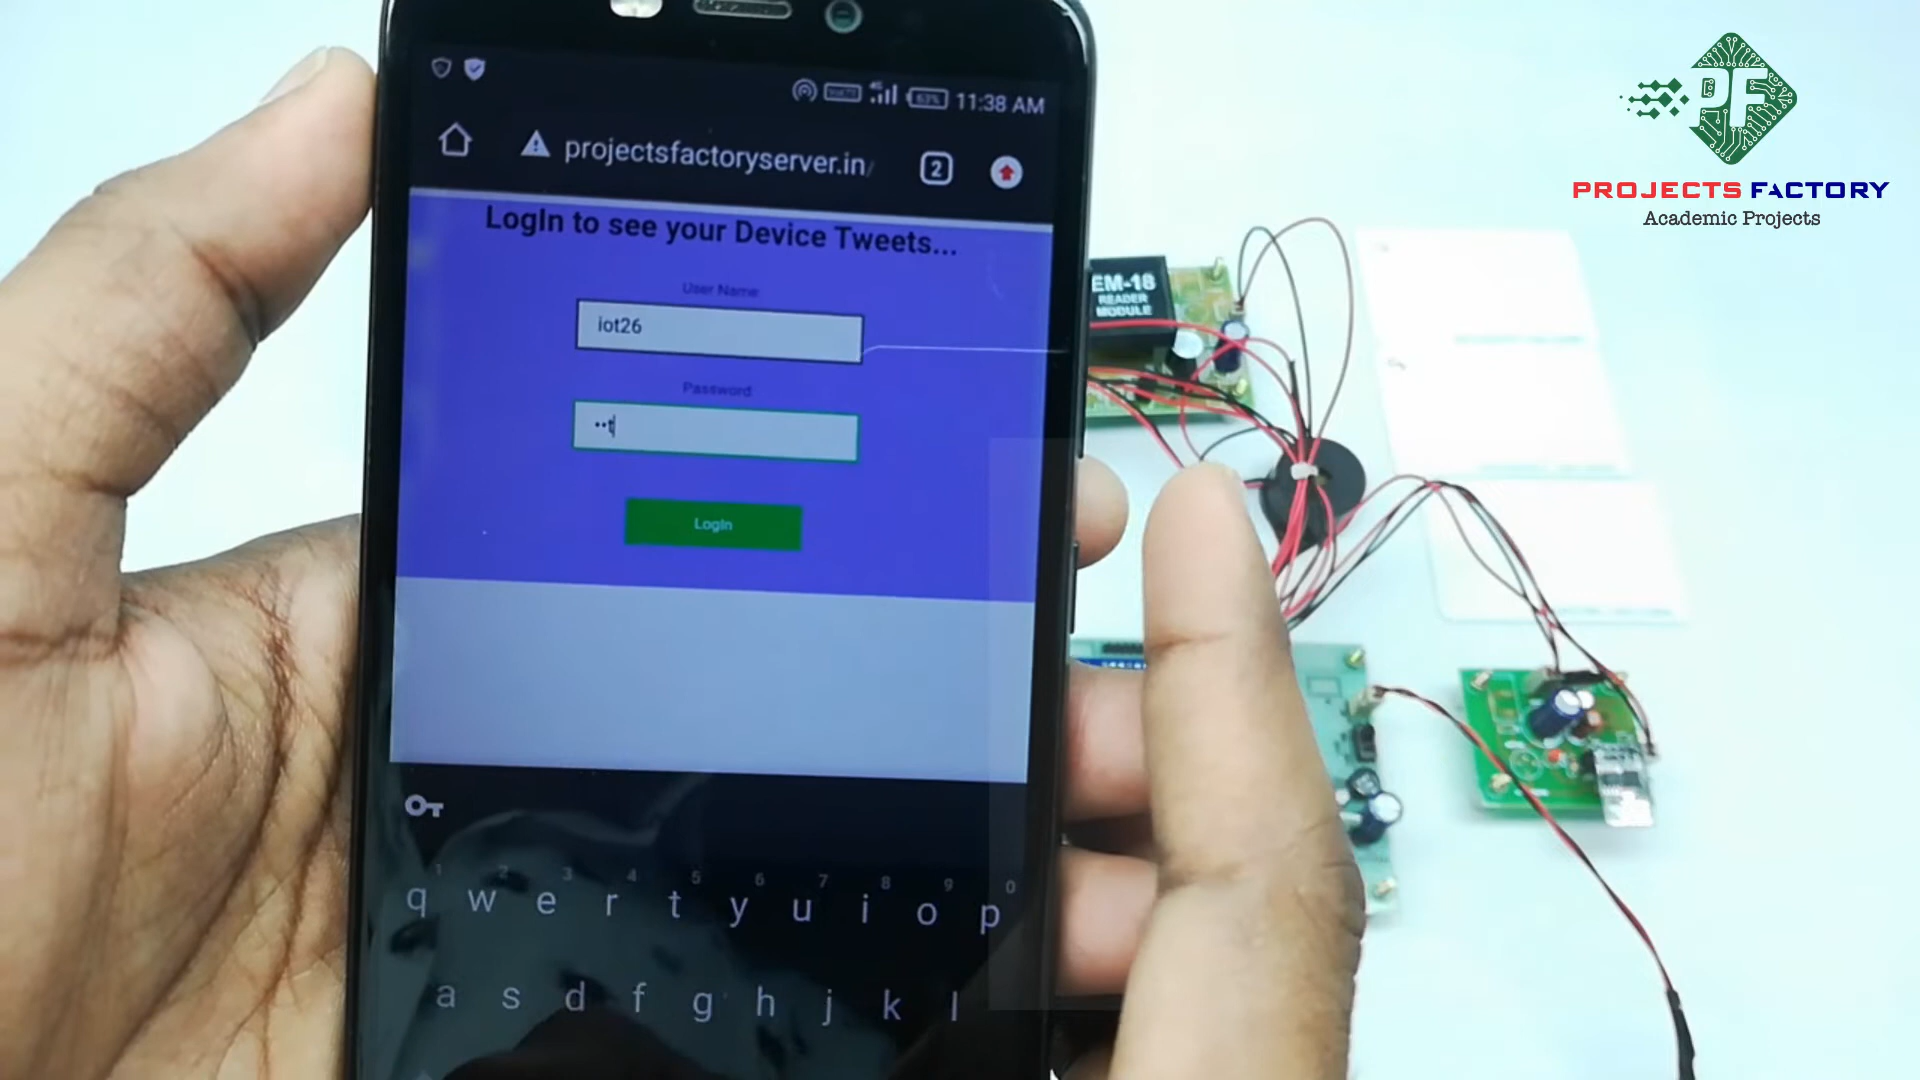 11:38 AM
projectsfactoryserver.in/
2
LogIn to see your Device Tweets...
User Name:
iot26
Password:
••t
LogIn
1 2 3 4 5 6 7 8 9 0
q w e r t y u i o p
a s d f g h j k l
EM-18
READER
MODULE
PF
PROJECTS FACTORY
Academic Projects